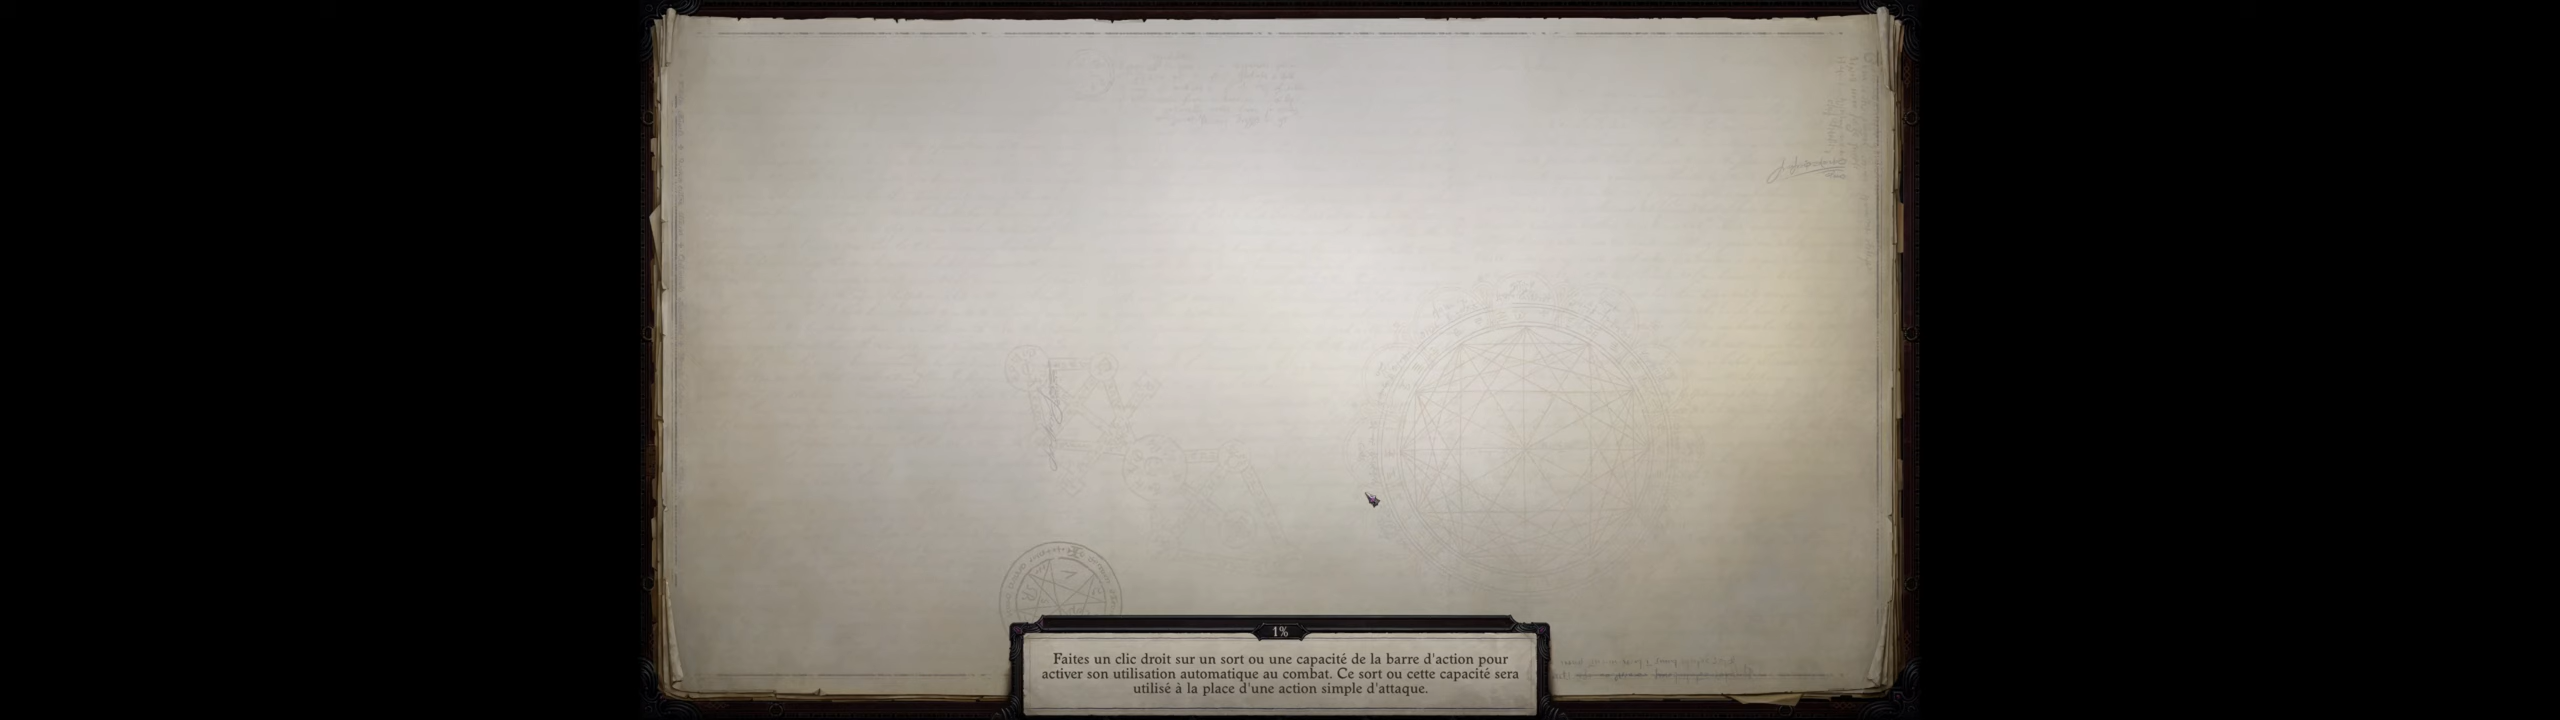 1%
Faites un clic droit sur un sort ou une capacité de la barre d'action pour
activer son utilisation automatique au combat. Ce sort ou cette capacité sera
utilisé à la place d'une action simple d'attaque.